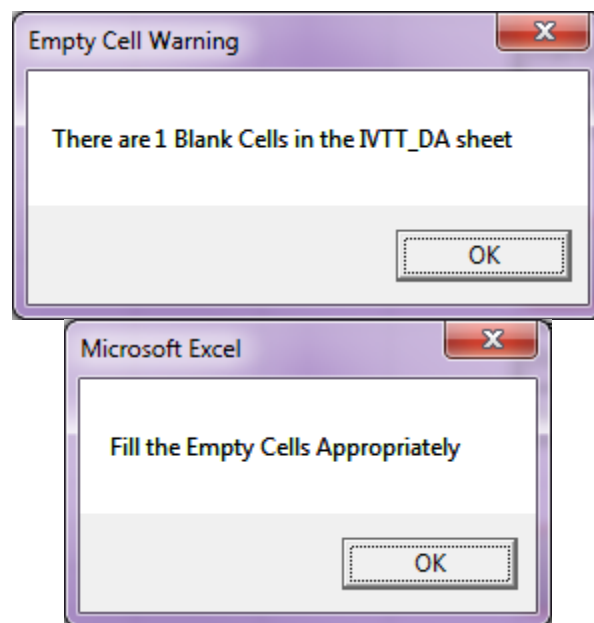 Empty Cell Warning
There are 1 Blank Cells in the IVTT_DA sheet
OK
Microsoft Excel
Fill the Empty Cells Appropriately
OK